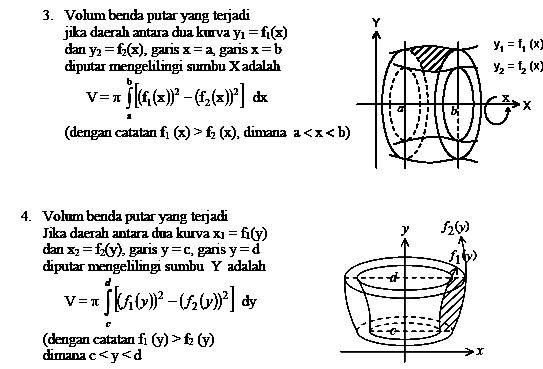 3. Volum benda putar yang terjadi
jika daerah antara dua kurva y₁ = f₁(x)
dan y₂ = f₂(x), garis x = a, garis x = b
diputar mengelilingi sumbu X adalah
V = π ∫ₐᵇ [(f₁(x))² − (f₂(x))²] dx
(dengan catatan f₁ (x) > f₂ (x), dimana a < x < b)
Y
y₁ = f₁ (x)
y₂ = f₂ (x)
a
b
x
X
4. Volum benda putar yang terjadi
Jika daerah antara dua kurva x₁ = f₁(y)
dan x₂ = f₂(y), garis y = c, garis y = d
diputar mengelilingi sumbu Y adalah
V = π ∫c^d [(f₁(y))² − (f₂(y))²] dy
(dengan catatan f₁ (y) > f₂ (y)
dimana c < y < d
y
f₂(y)
f₁(y)
d
c
x